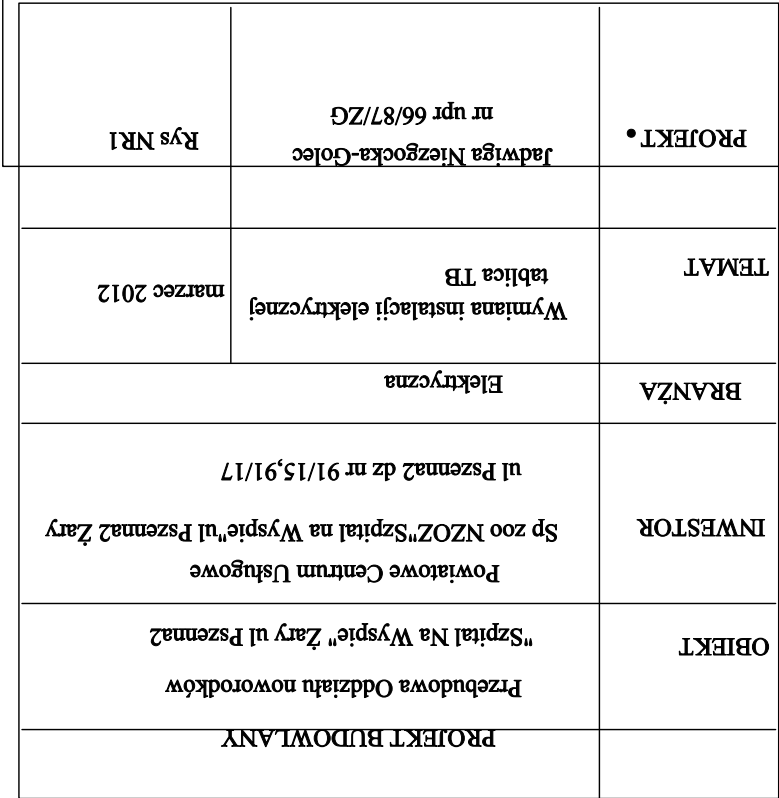 PROJEKT BUDOWLANY
OBIEKT
Przebudowa Oddziału noworodków
"Szpital Na Wyspie" Żary ul Pszenna2
INWESTOR
Powiatowe Centrum Usługowe
Sp zoo NZOZ"Szpital na Wyspie"ul Pszenna2 Żary
ul Pszenna2 dz nr 91/15,91/17
BRANŻA
Elektryczna
TEMAT
Wymiana instalacji elektrycznej
tablica TB
marzec 2012
PROJEKT.
Jadwiga Niezgocka-Golec
nr upr 66/87/ZG
Rys NR1